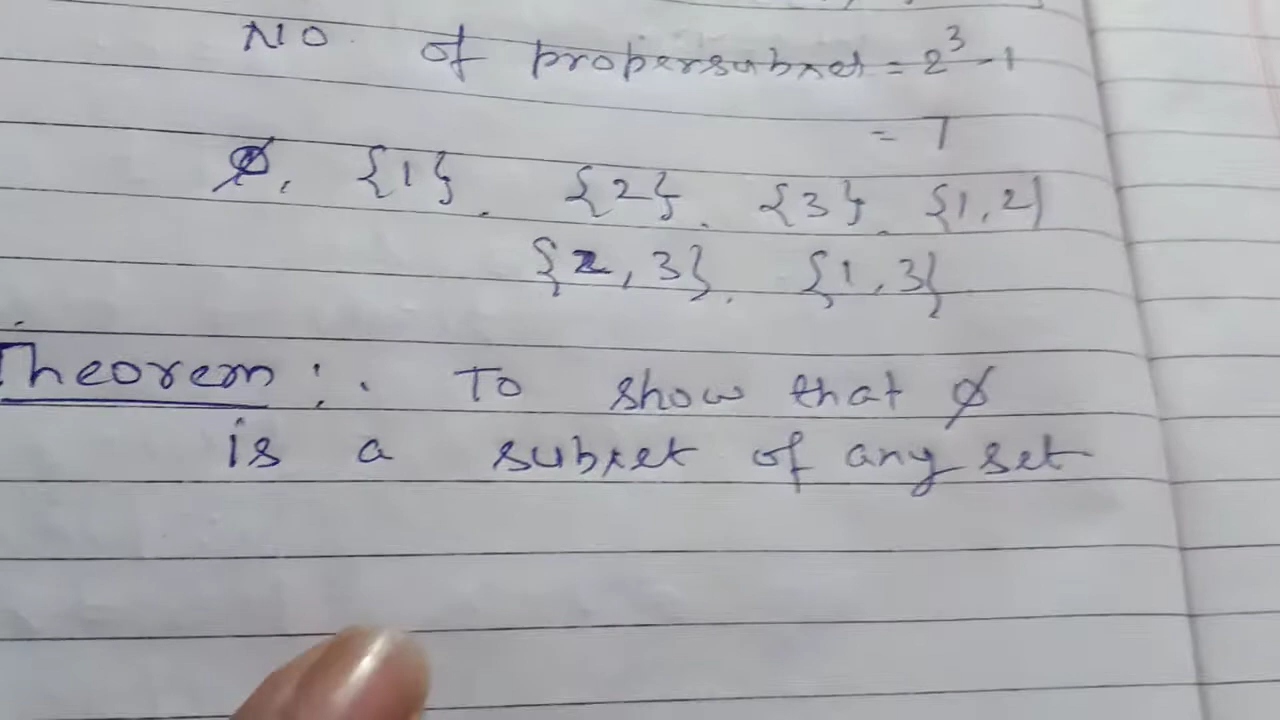 No. of propersubset = 2³ - 1
= 7
ø, {1}, {2}, {3}, {1,2}
{2,3}, {1,3}
Theorem :. To show that ø
is a subset of any set